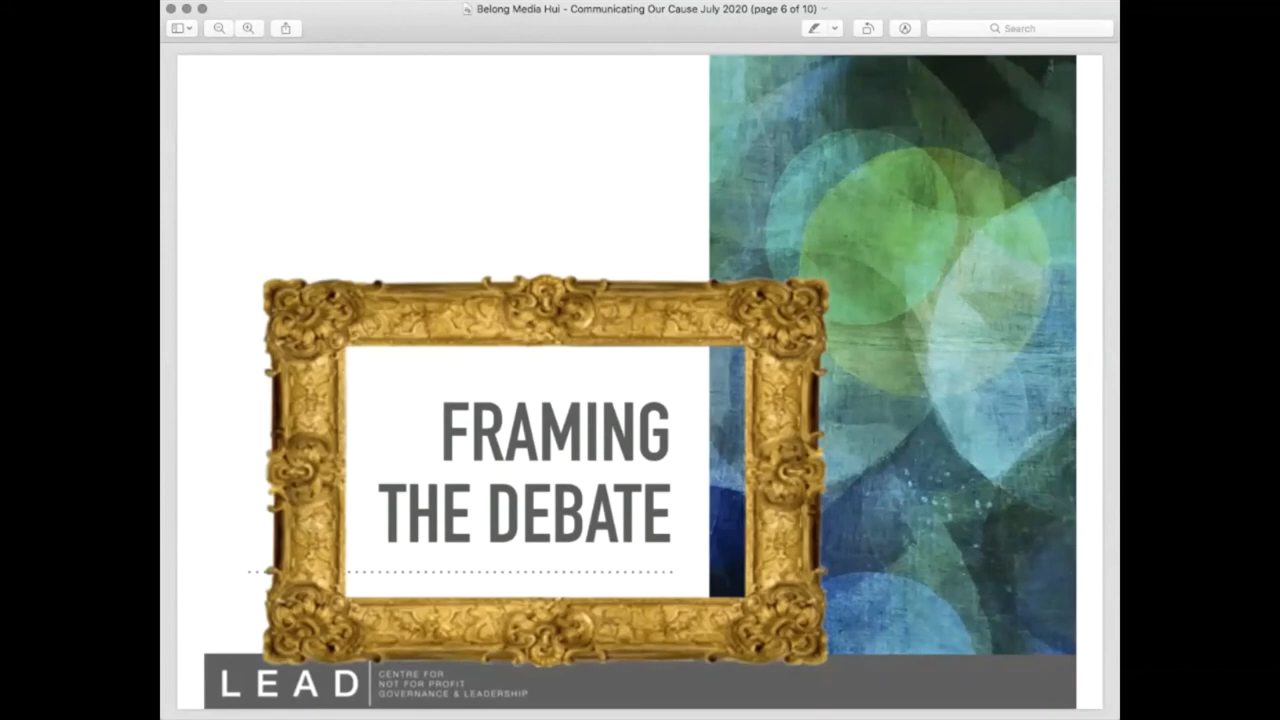 Belong Media Hui - Communicating Our Cause July 2020 (page 6 of 10)
Search
FRAMING
THE DEBATE
LEAD
CENTRE FOR
NOT FOR PROFIT
GOVERNANCE & LEADERSHIP